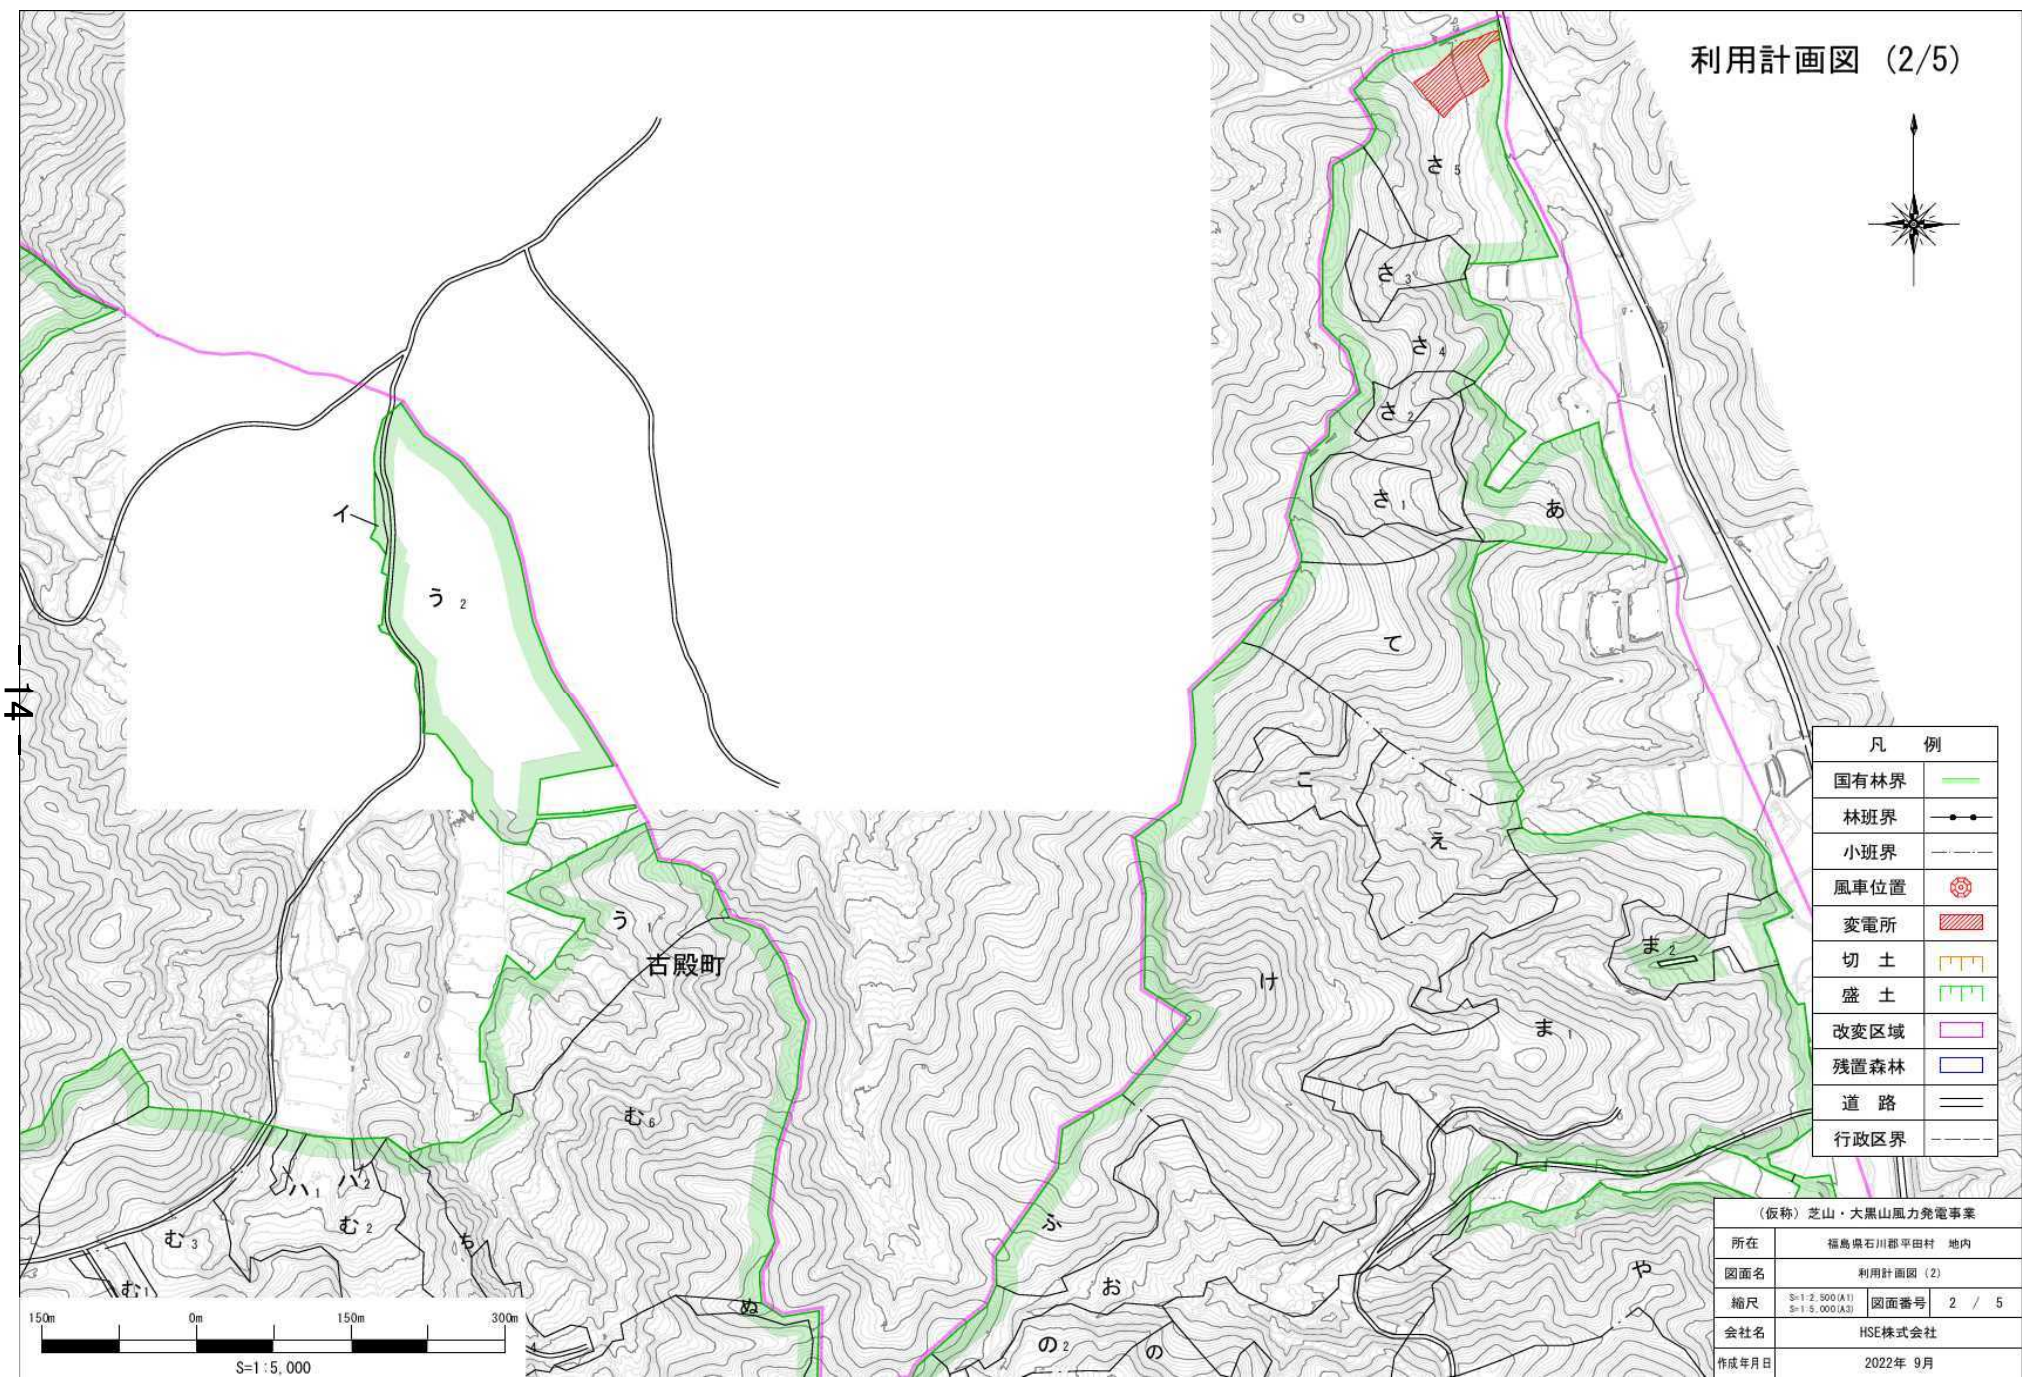 利用計画図 (2/5)
さ 5
さ 3
さ 4
さ 2
さ 1
あ
イ
う 2
て
こ
え
う 1
古殿町
け
ま 2
ま 1
む 6
ハ 1
ハ 2
む 2
む 3
ち
む 1
ふ
お
や
ぬ
の 2
の
4
- 14 -
凡 例
国有林界
林班界
小班界
風車位置
変電所
切 土
盛 土
改変区域
残置森林
道 路
行政区界
(仮称) 芝山・大黒山風力発電事業
所在 福島県石川郡平田村 地内
図面名 利用計画図 (2)
縮尺 S=1:2,500(A1) S=1:5,000(A3) 図面番号 2 / 5
会社名 HSE株式会社
作成年月日 2022年 9月
150m 0m 150m 300m
S=1:5,000